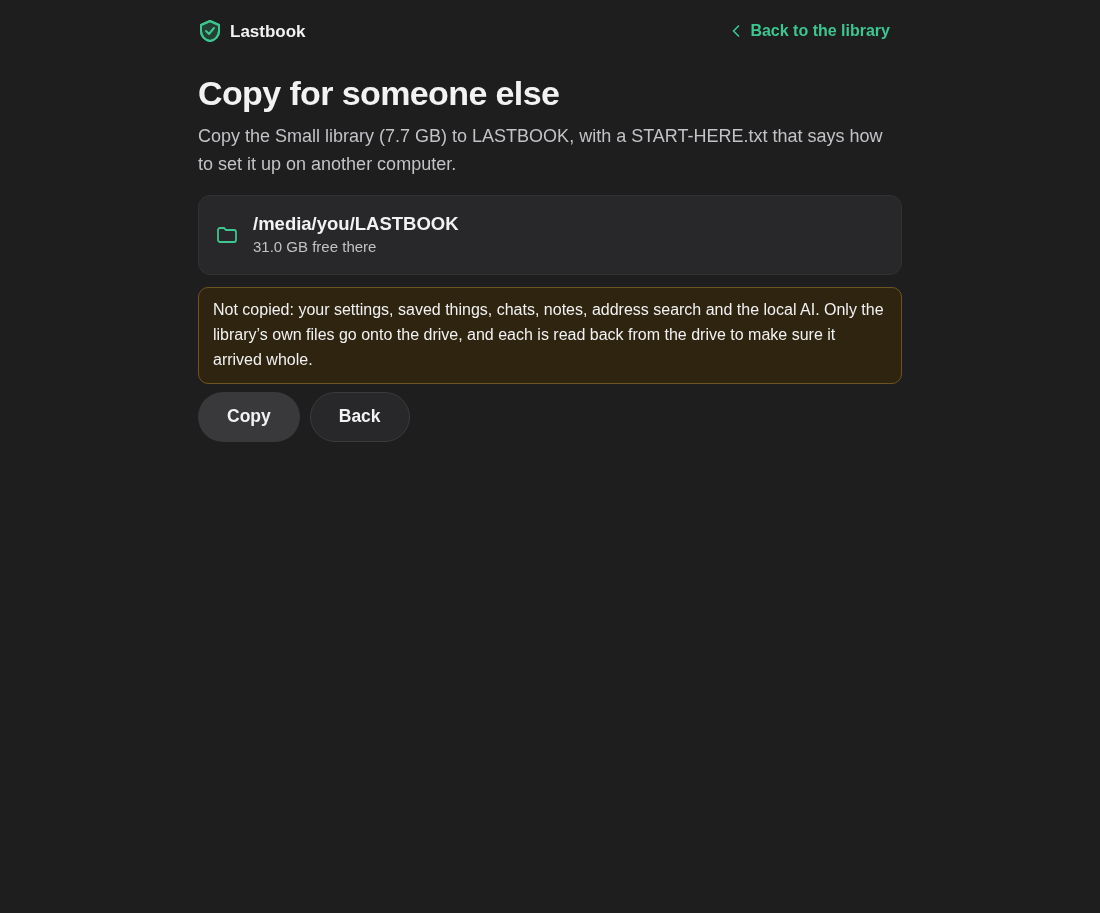 Lastbook
Back to the library
Copy for someone else
Copy the Small library (7.7 GB) to LASTBOOK, with a START-HERE.txt that says how
to set it up on another computer.
/media/you/LASTBOOK
31.0 GB free there
Not copied: your settings, saved things, chats, notes, address search and the local AI. Only the
library’s own files go onto the drive, and each is read back from the drive to make sure it
arrived whole.
Copy
Back